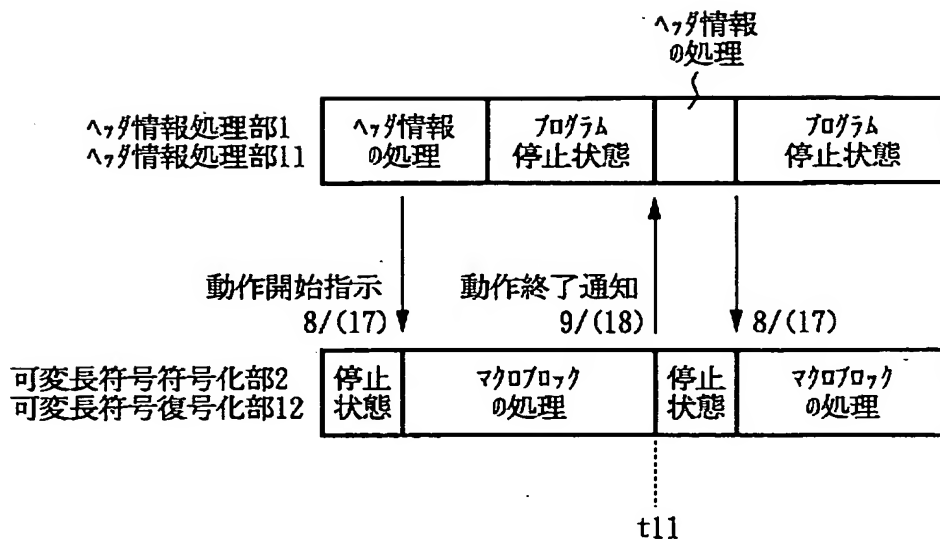 ヘッダ情報
の処理
ヘッダ情報処理部1
ヘッダ情報処理部11
ヘッダ情報
の処理
プログラム
停止状態
プログラム
停止状態
動作開始指示
8/(17)
動作終了通知
9/(18)
8/(17)
可変長符号符号化部2
可変長符号復号化部12
停止
状態
マクロブロック
の処理
停止
状態
マクロブロック
の処理
t11